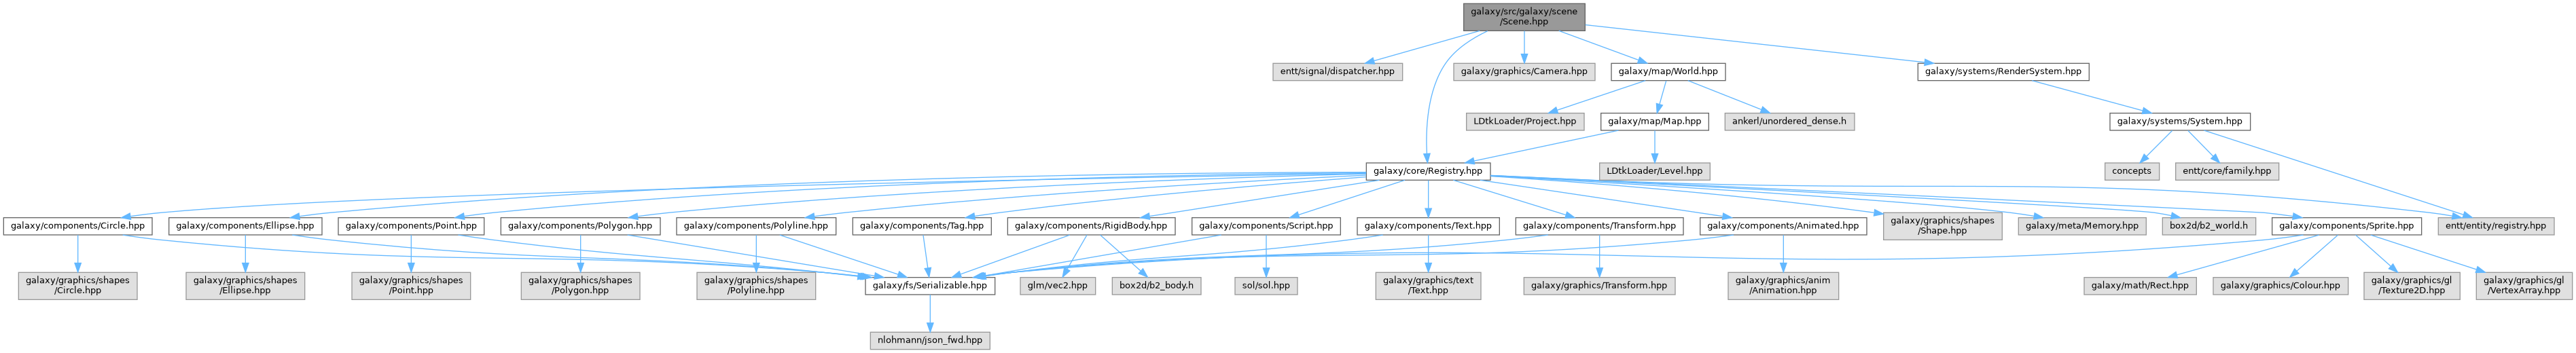 galaxy/src/galaxy/scene
/Scene.hpp
entt/signal/dispatcher.hpp
galaxy/graphics/Camera.hpp
galaxy/map/World.hpp
galaxy/systems/RenderSystem.hpp
LDtkLoader/Project.hpp
galaxy/map/Map.hpp
ankerl/unordered_dense.h
galaxy/systems/System.hpp
galaxy/core/Registry.hpp
LDtkLoader/Level.hpp
concepts
entt/core/family.hpp
galaxy/components/Circle.hpp
galaxy/components/Ellipse.hpp
galaxy/components/Point.hpp
galaxy/components/Polygon.hpp
galaxy/components/Polyline.hpp
galaxy/components/Tag.hpp
galaxy/components/RigidBody.hpp
galaxy/components/Script.hpp
galaxy/components/Text.hpp
galaxy/components/Transform.hpp
galaxy/components/Animated.hpp
galaxy/graphics/shapes
/Shape.hpp
galaxy/meta/Memory.hpp
box2d/b2_world.h
galaxy/components/Sprite.hpp
entt/entity/registry.hpp
galaxy/graphics/shapes
/Circle.hpp
galaxy/graphics/shapes
/Ellipse.hpp
galaxy/graphics/shapes
/Point.hpp
galaxy/graphics/shapes
/Polygon.hpp
galaxy/graphics/shapes
/Polyline.hpp
galaxy/fs/Serializable.hpp
glm/vec2.hpp
box2d/b2_body.h
sol/sol.hpp
galaxy/graphics/text
/Text.hpp
galaxy/graphics/Transform.hpp
galaxy/graphics/anim
/Animation.hpp
galaxy/math/Rect.hpp
galaxy/graphics/Colour.hpp
galaxy/graphics/gl
/Texture2D.hpp
galaxy/graphics/gl
/VertexArray.hpp
nlohmann/json_fwd.hpp